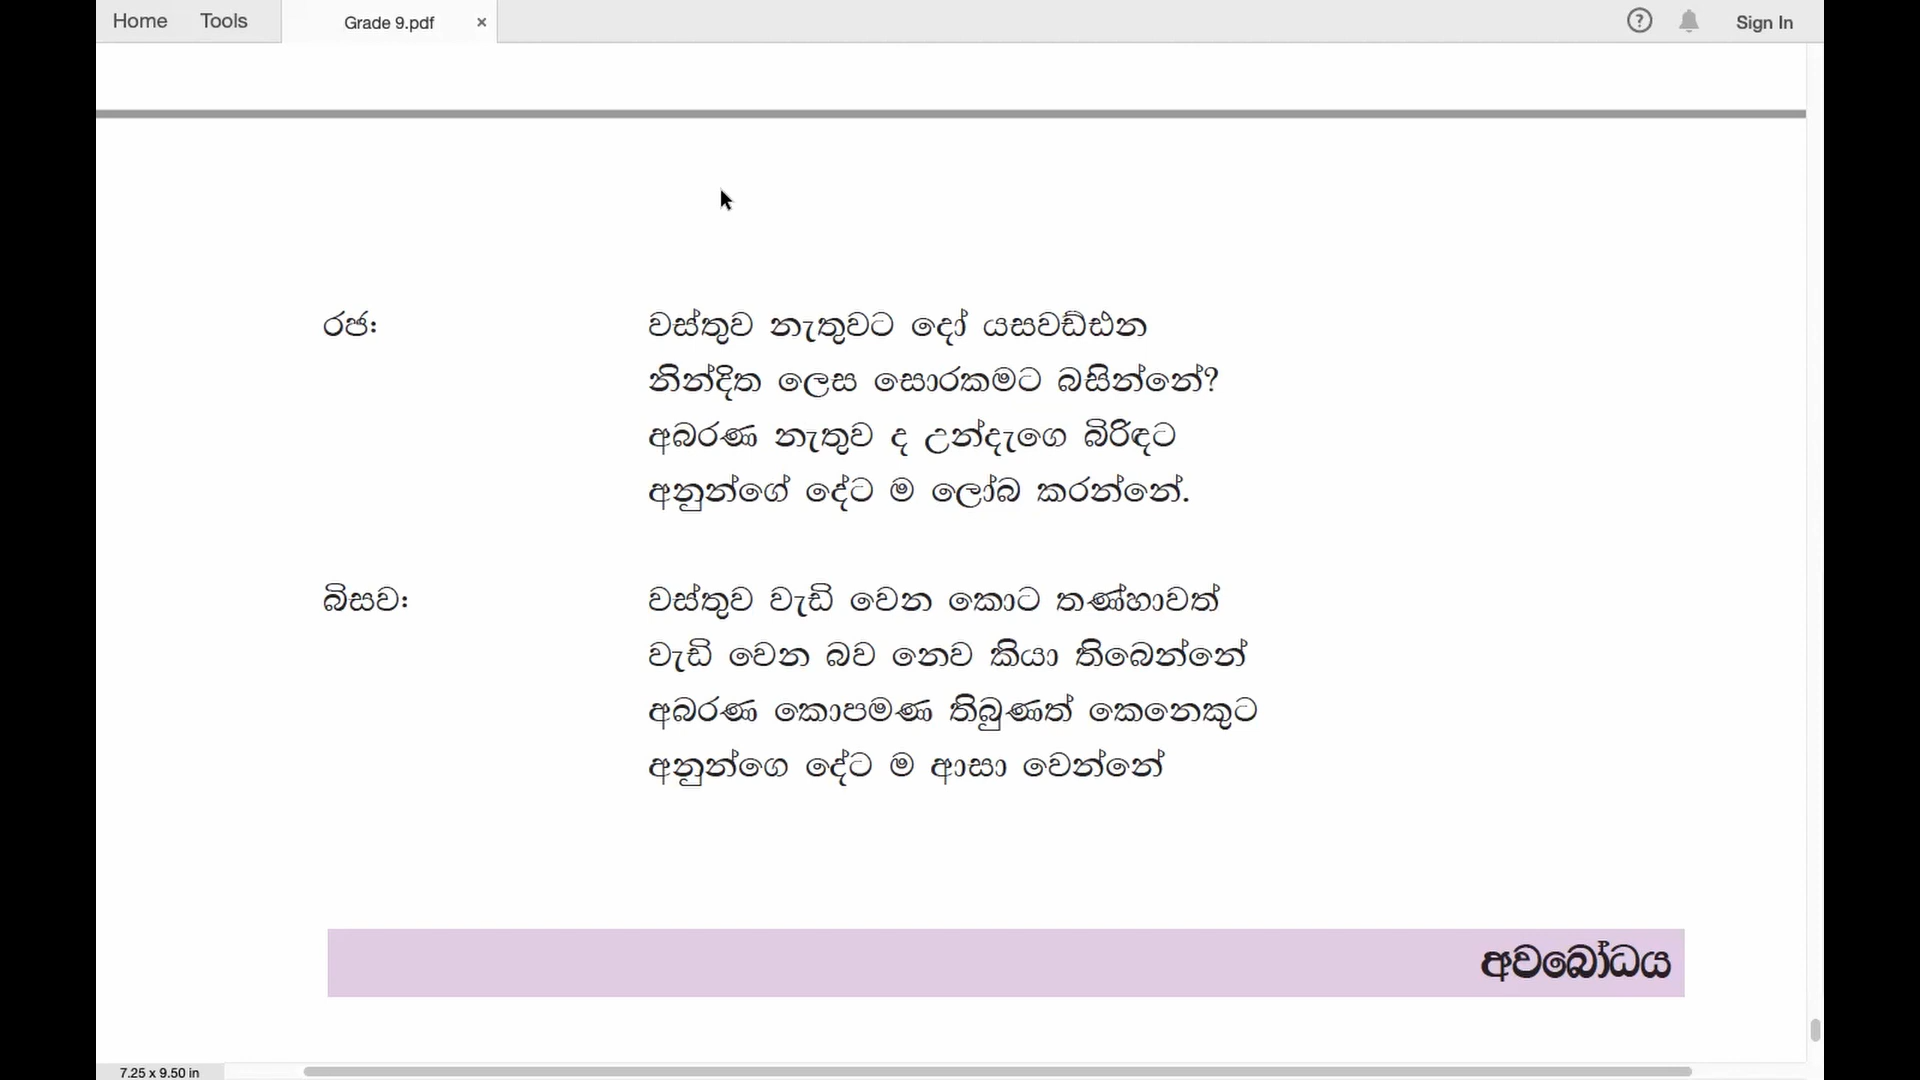 Home Tools Grade 9.pdf × ? Sign In
රජ: වස්තුව නැතුවට දෝ යසවඩ්ඪන
නින්දිත ලෙස සොරකමට බසින්නේ?
අබරණ නැතුව ද උන්දැගෙ බිරිඳට
අනුන්ගේ දේට ම ලෝබ කරන්නේ.
බිසව: වස්තුව වැඩි වෙන කොට තණ්හාවත්
වැඩි වෙන බව නෙව කියා තිබෙන්නේ
අබරණ කොපමණ තිබුණත් කෙනෙකුට
අනුන්ගෙ දේට ම ආසා වෙන්නේ
අවබෝධය
7.25 x 9.50 in